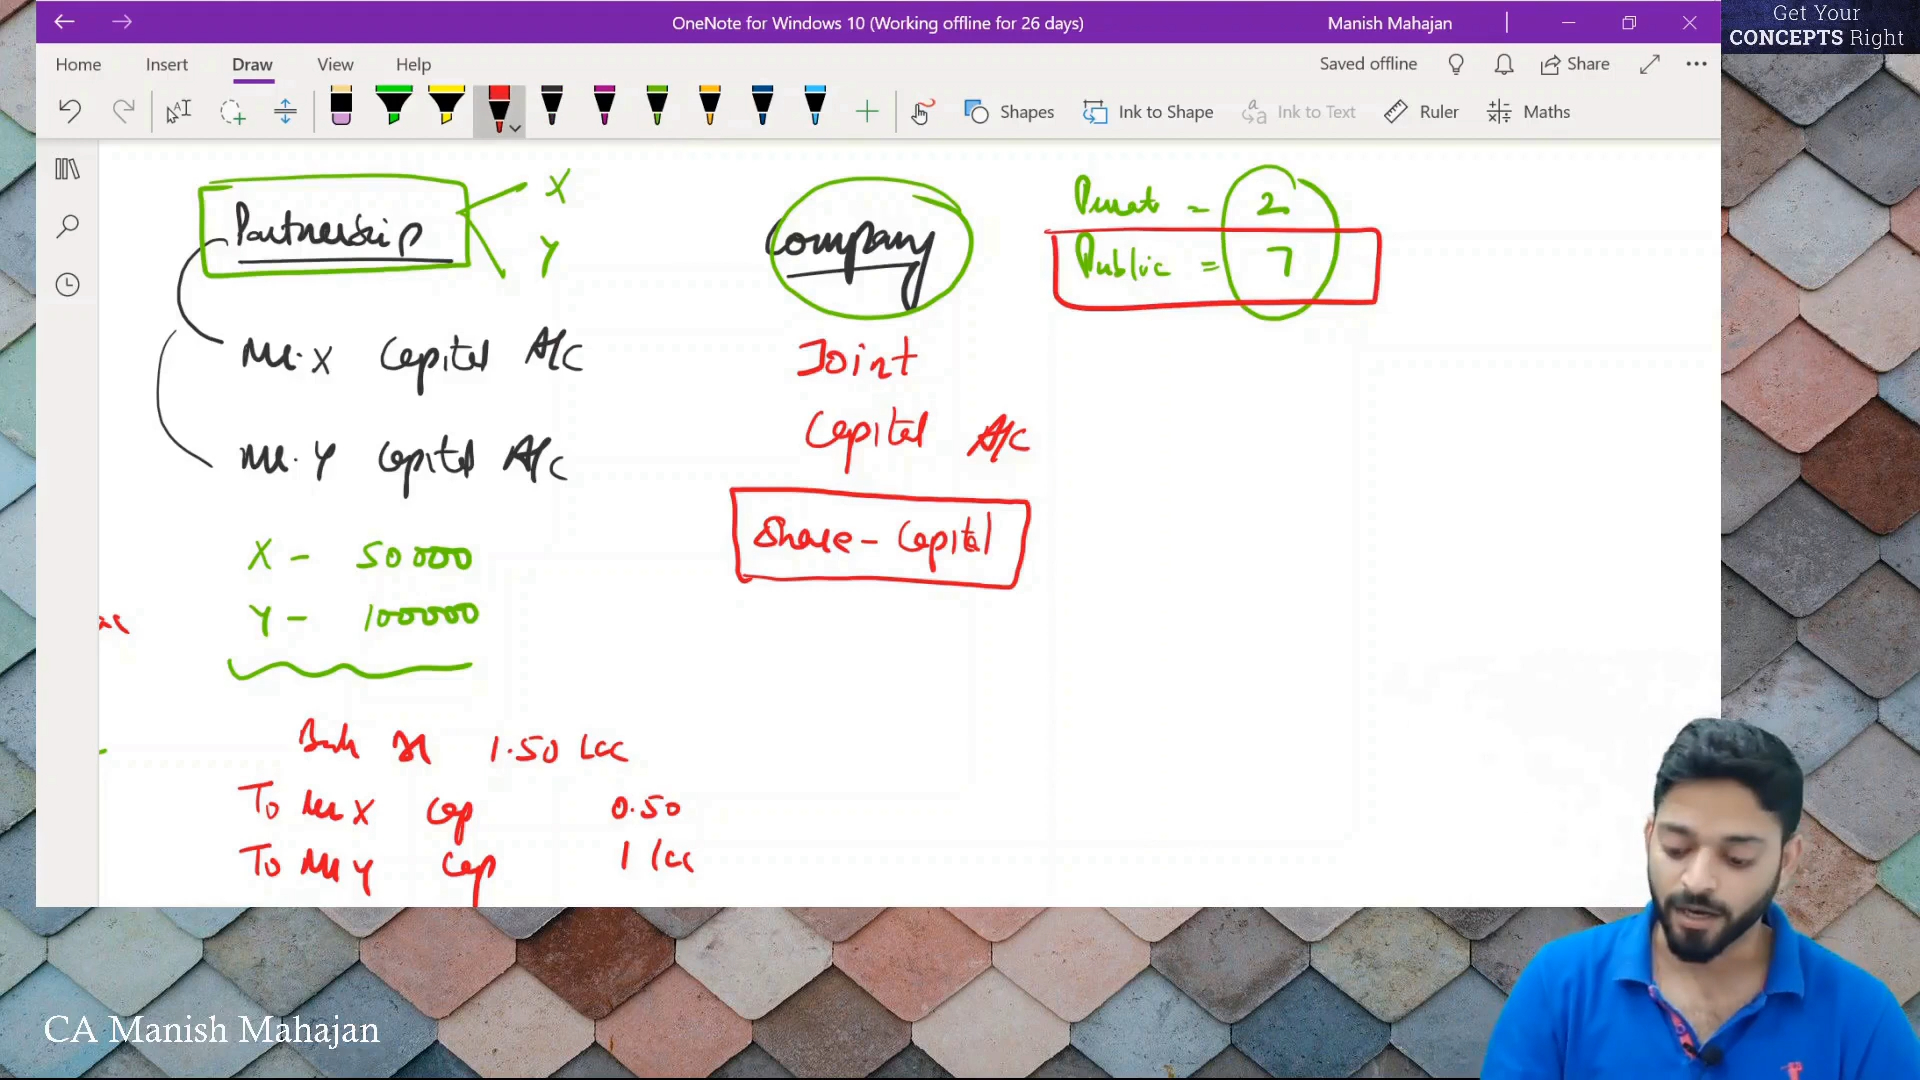 OneNote for Windows 10 (Working offline for 26 days)
Manish Mahajan
Get Your
CONCEPTS Right
Home Insert Draw View Help
Saved offline
Share
Shapes
Ink to Shape
Ink to Text
Ruler
Maths
Partnership
X
Y
Company
Private = 2
Public = 7
Mr. X Capital A/c
Mr. Y Capital A/c
Joint
Capital A/c
Share - Capital
X - 50000
Y - 100000
Bank Dr 1.50 lac
To Mr X Cap 0.50
To Mr Y Cap 1 lac
CA Manish Mahajan